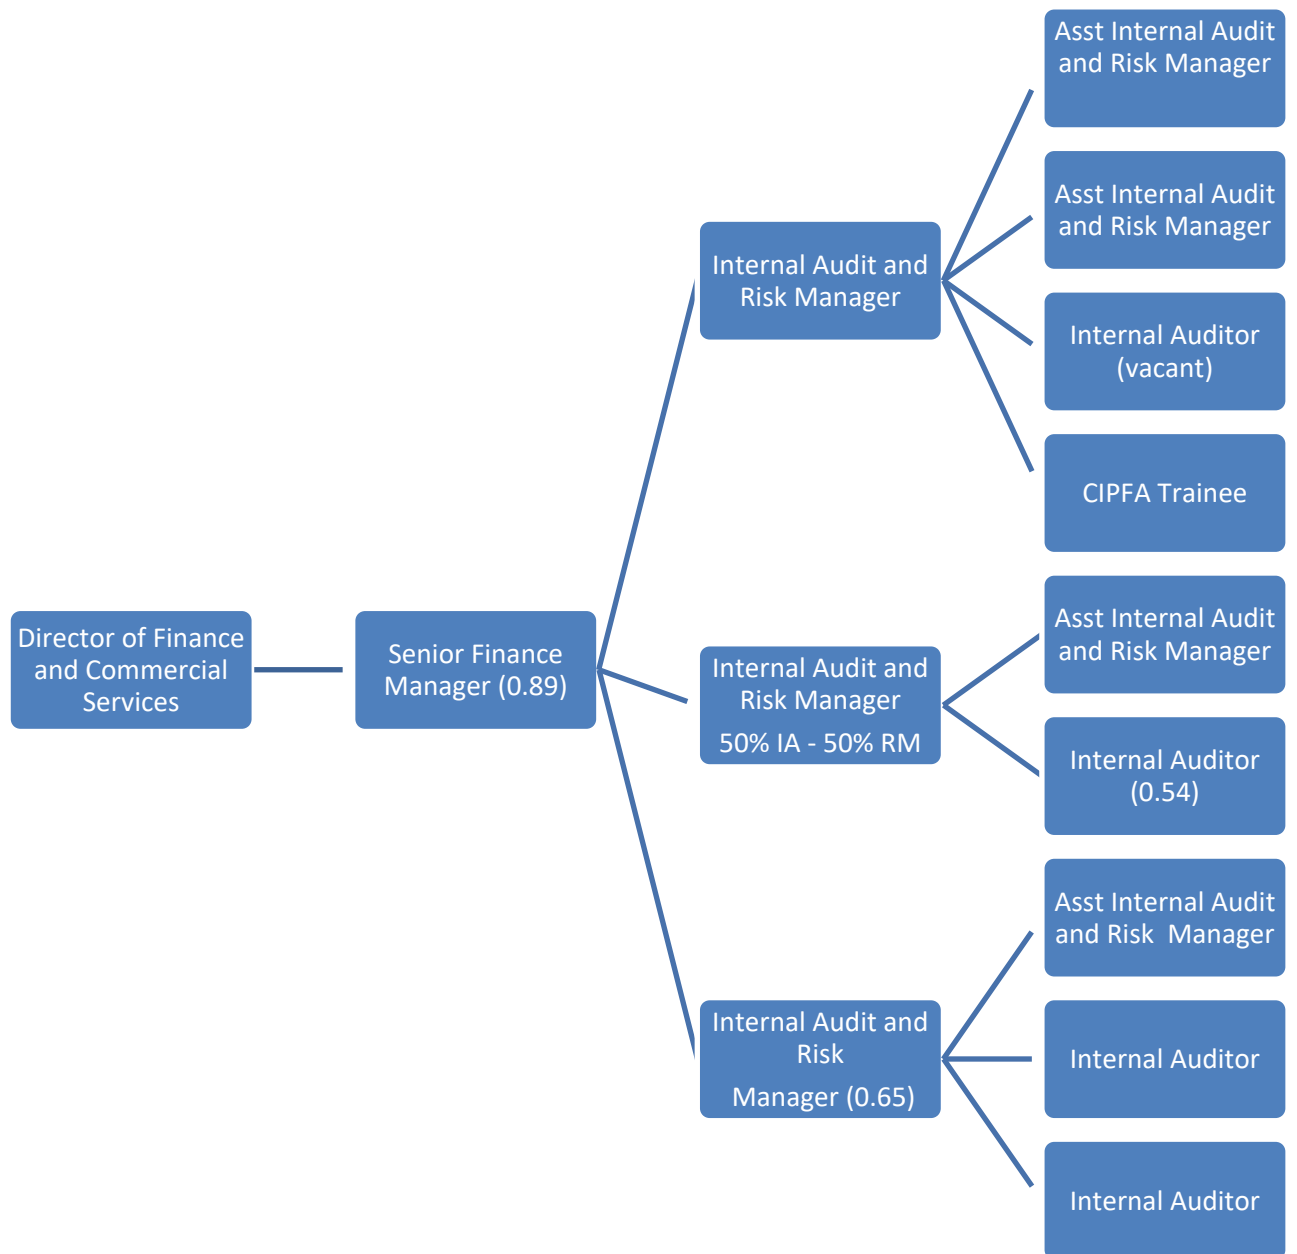 Director of Finance
and Commercial
Services
Senior Finance
Manager (0.89)
Internal Audit and
Risk Manager
Asst Internal Audit
and Risk Manager
Asst Internal Audit
and Risk Manager
Internal Auditor
(vacant)
CIPFA Trainee
Internal Audit and
Risk Manager
50% IA - 50% RM
Asst Internal Audit
and Risk Manager
Internal Auditor
(0.54)
Internal Audit and
Risk
Manager (0.65)
Asst Internal Audit
and Risk  Manager
Internal Auditor
Internal Auditor